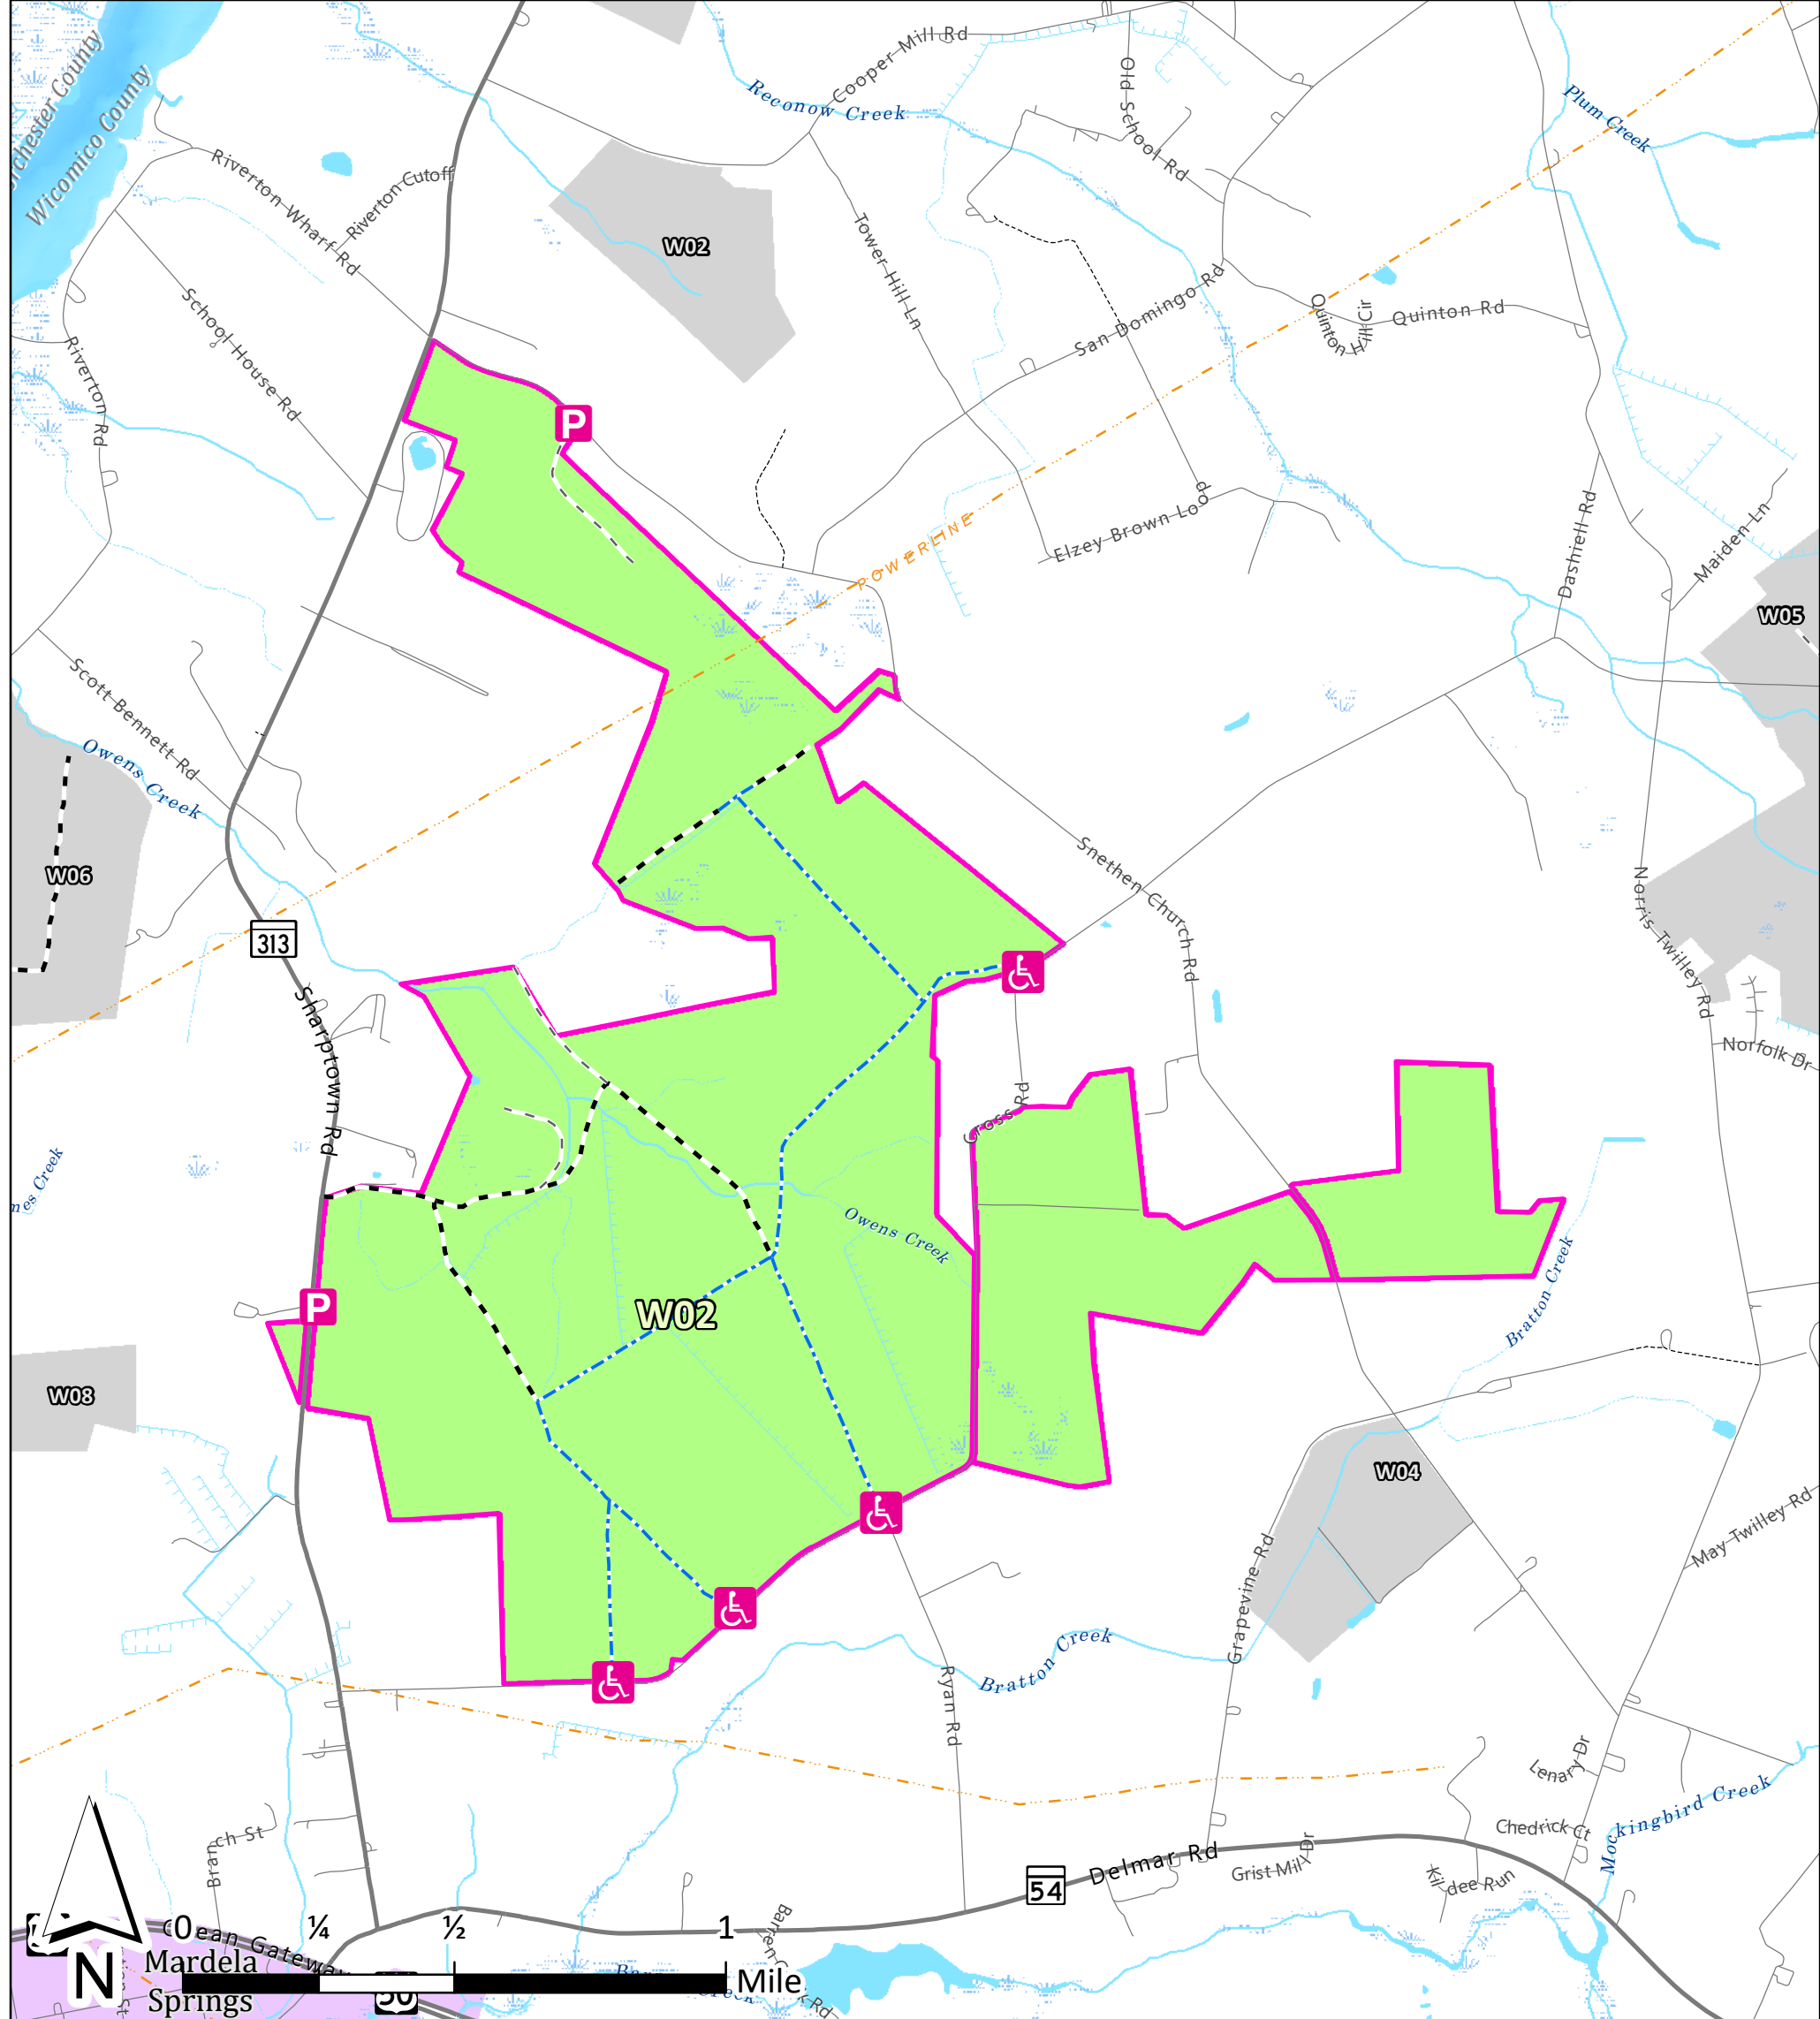 Wicomico County
Cooper Mill Rd
Reconow Creek
Old School Rd
Plum Creek
Riverton Wharf Rd
Riverton Cutoff
W02
Tower Hill Ln
San Domingo Rd
Quinton Hill Cir
Quinton Rd
School House Rd
Riverton Rd
P
POWERLINE
Elzey Brown Loop
Dashiell Rd
Maiden Ln
W05
Scott Bennett Rd
Owens Creek
W06
313
Sharptown Rd
Snethen Church Rd
Norris Twilley Rd
Norfolk Dr
Cross Rd
Owens Creek
Bratton Creek
P
W02
W08
W04
May Twilley Rd
Grapevine Rd
Bratton Creek
Ryan Rd
Lenary Dr
Mockingbird Creek
Chedrick Ct
Branch St
Delmar Rd
54
Grist Mill Dr
Kildee Run
0 ¼ ½ 1
Mile
N
Mardela
Springs
50